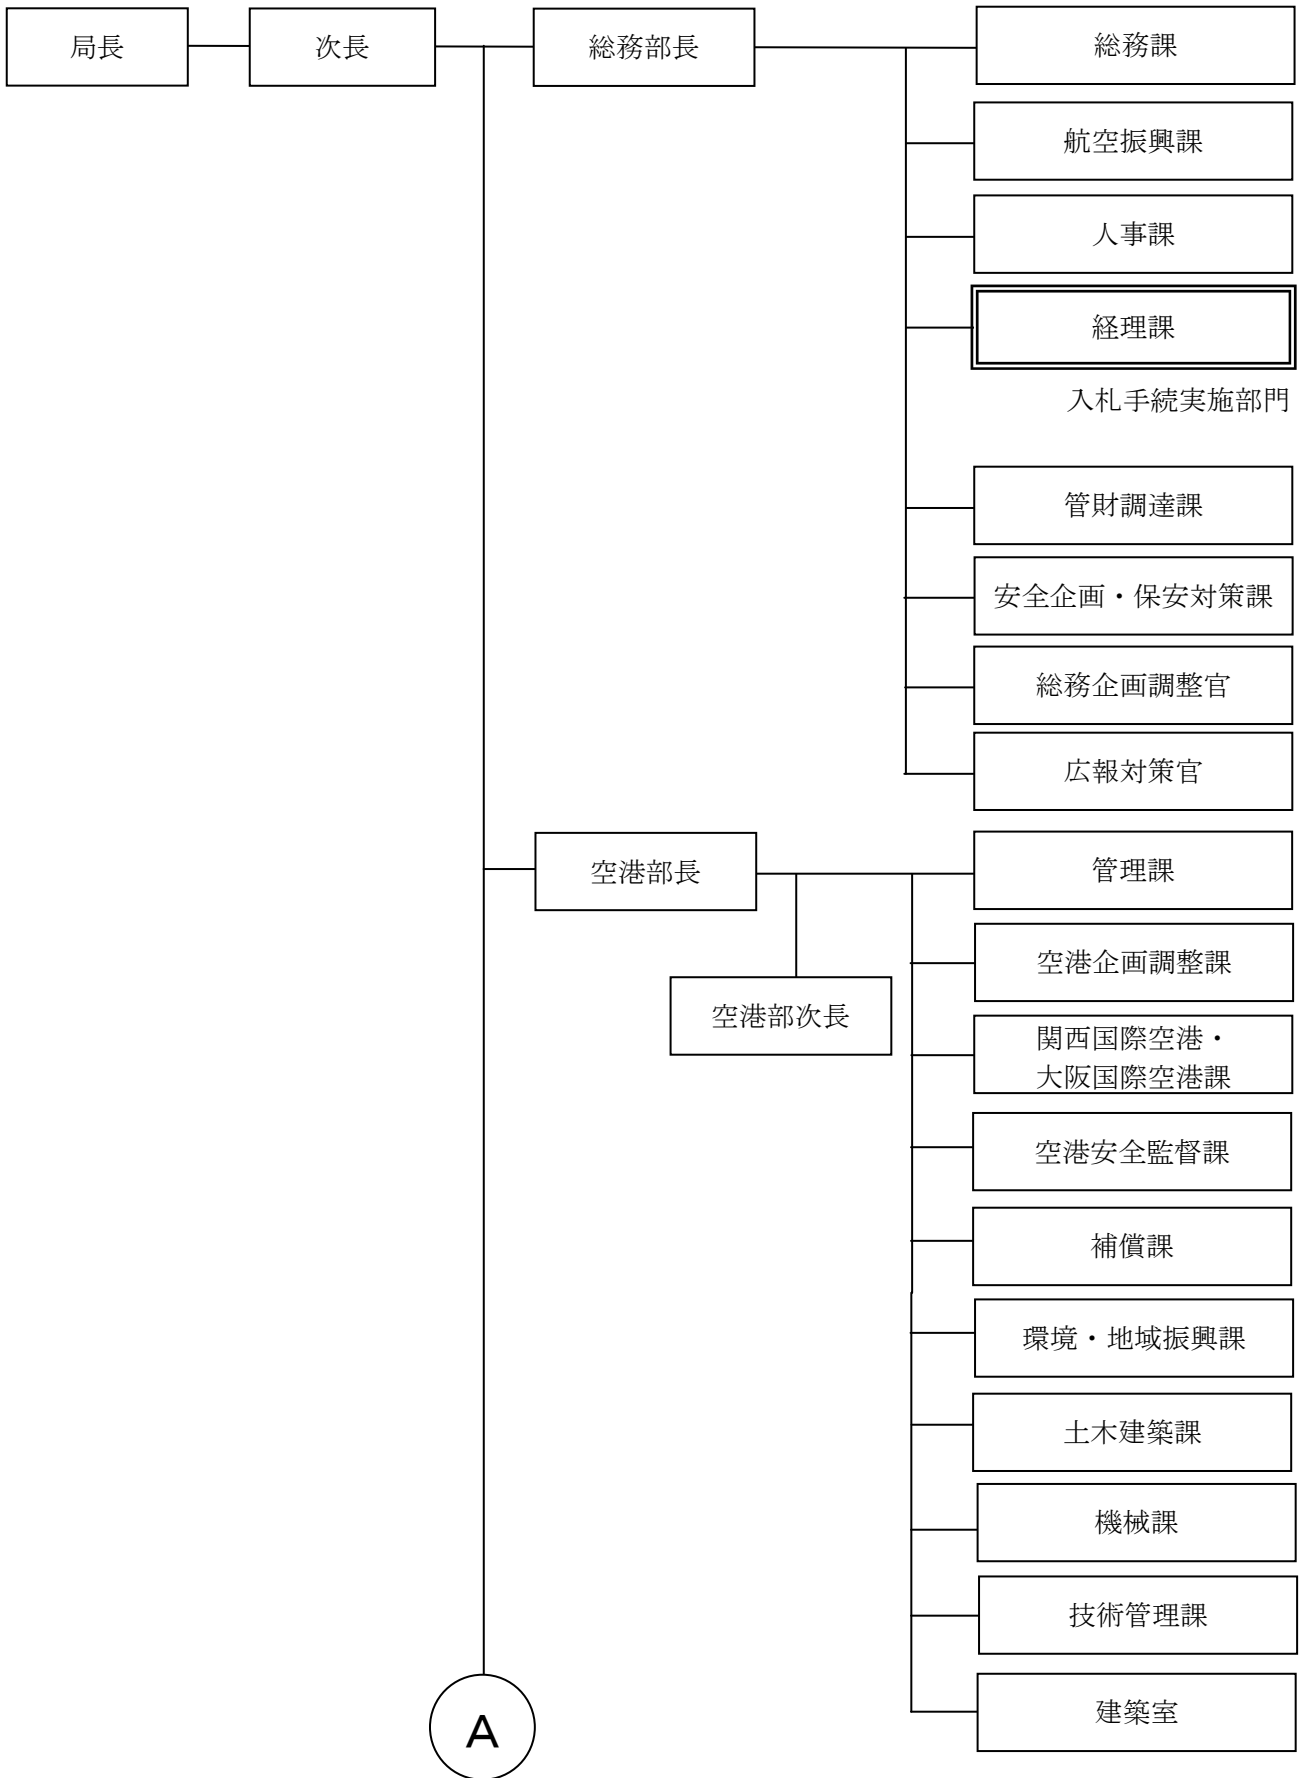 局長
次長
総務部長
総務課
航空振興課
人事課
経理課
入札手続実施部門
管財調達課
安全企画・保安対策課
総務企画調整官
広報対策官
空港部長
管理課
空港企画調整課
空港部次長
関西国際空港・
大阪国際空港課
空港安全監督課
補償課
環境・地域振興課
土木建築課
機械課
技術管理課
建築室
A